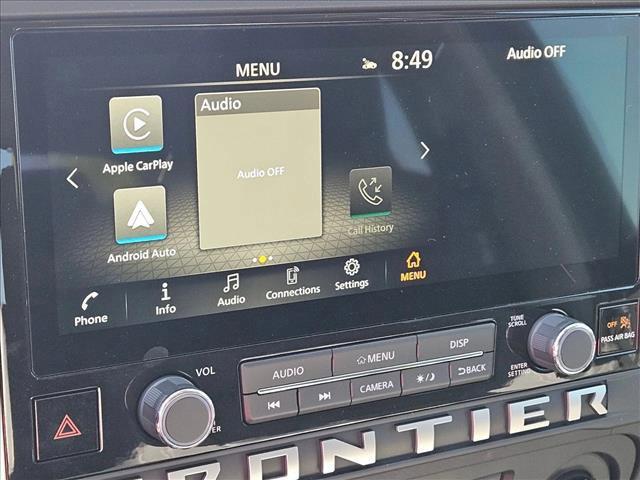 MENU
8:49
Audio OFF
Apple CarPlay
Audio
Audio OFF
Android Auto
Call History
Phone
Info
Audio
Connections
Settings
MENU
VOL
AUDIO
MENU
DISP
CAMERA
BACK
TUNE
SCROLL
ENTER
SETTING
OFF
PASS AIR BAG
FRONTIER